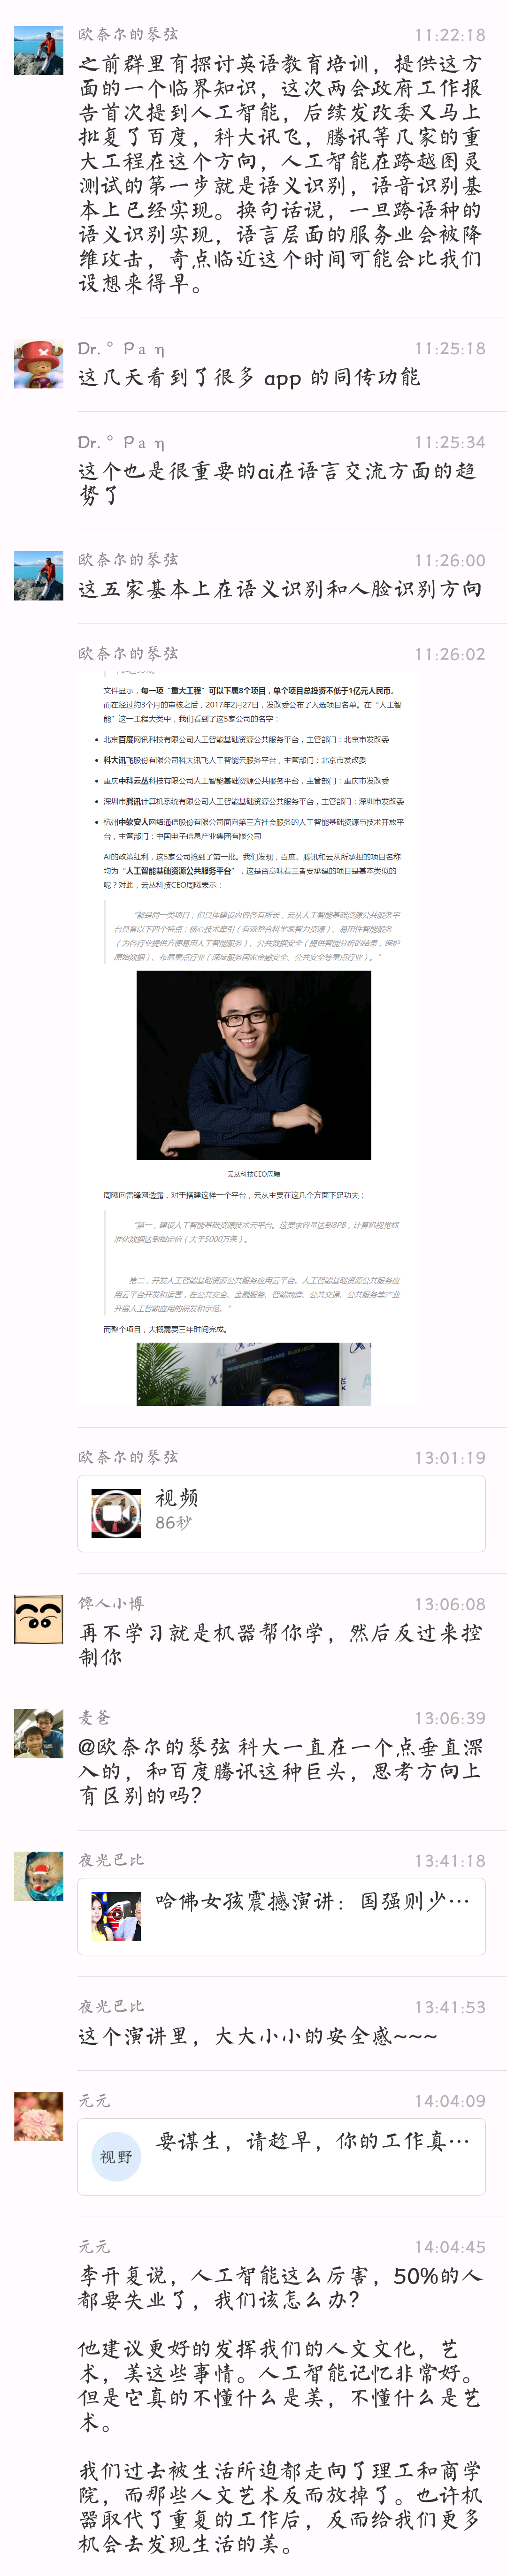 欧奈尔的琴弦 11:22:18
之前群里有探讨英语教育培训，提供这方
面的一个临界知识，这次两会政府工作报
告首次提到人工智能，后续发改委又马上
批复了百度，科大讯飞，腾讯等几家的重
大工程在这个方向，人工智能在跨越图灵
测试的第一步就是语义识别，语音识别基
本上已经实现。换句话说，一旦跨语种的
语义识别实现，语言层面的服务业会被降
维攻击，奇点临近这个时间可能会比我们
设想来得早。
Dr.°Paη 11:25:18
这几天看到了很多 app 的同传功能
Dr.°Paη 11:25:34
这个也是很重要的ai在语言交流方面的趋
势了
欧奈尔的琴弦 11:26:00
这五家基本上在语义识别和人脸识别方向
欧奈尔的琴弦 11:26:02
文件显示，每一项“重大工程”可以下属8个项目，单个项目总投资不低于1亿元人民币。
而在经过约3个月的审核之后，2017年2月27日，发改委公布了入选项目名单。在“人工智
能”这一工程大类中，我们看到了这5家公司的名字：
• 北京百度网讯科技有限公司人工智能基础资源公共服务平台，主管部门：北京市发改委
• 科大讯飞股份有限公司科大讯飞人工智能云服务平台，主管部门：北京市发改委
• 重庆中科云丛科技有限公司人工智能基础资源公共服务平台，主管部门：重庆市发改委
• 深圳市腾讯计算机系统有限公司人工智能基础资源公共服务平台，主管部门：深圳市发改委
• 杭州中软安人网络通信股份有限公司面向第三方社会服务的人工智能基础资源与技术开放平
台，主管部门：中国电子信息产业集团有限公司
AI的政策红利，这5家公司抢到了第一批。我们发现，百度、腾讯和云从所承担的项目名称
均为“人工智能基础资源公共服务平台”，这是否意味着三者要承建的项目是基本类似的
呢？对此，云丛科技CEO周曦表示：
“都是同一类项目，但具体建设内容各有所长，云从人工智能基础资源公共服务平
台具备以下四个特点：核心技术牵引（有效整合科学家智力资源）、易用性智能服务
（为各行业提供方便易用人工智能服务）、公共数据安全（提供智能分析的结果，保护
原始数据）、布局重点行业（深度服务国家金融安全、公共安全等重点行业）。”
云丛科技CEO周曦
周曦向雷锋网透露，对于搭建这样一个平台，云从主要在这几个方面下足功夫：
“第一，建设人工智能基础资源技术云平台。这要求容量达到8PB，计算机视觉标
准化数据达到指定值（大于5000万条）。
第二，开发人工智能基础资源公共服务应用云平台。人工智能基础资源公共服务应
用云平台开发和运营，在公共安全、金融服务、智能制造、公共交通、公共服务等产业
开展人工智能应用的研发和示范。”
而整个项目，大概需要三年时间完成。
欧奈尔的琴弦 13:01:19
视频
86秒
馋人小博 13:06:08
再不学习就是机器帮你学，然后反过来控
制你
麦爸 13:06:39
@欧奈尔的琴弦 科大一直在一个点垂直深
入的，和百度腾讯这种巨头，思考方向上
有区别的吗？
夜光巴比 13:41:18
哈佛女孩震撼演讲：国强则少…
夜光巴比 13:41:53
这个演讲里，大大小小的安全感~~~
元元 14:04:09
视野
要谋生，请趁早，你的工作真…
元元 14:04:45
李开复说，人工智能这么厉害，50%的人
都要失业了，我们该怎么办？
他建议更好的发挥我们的人文文化，艺
术，美这些事情。人工智能记忆非常好。
但是它真的不懂什么是美，不懂什么是艺
术。
我们过去被生活所迫都走向了理工和商学
院，而那些人文艺术反而放掉了。也许机
器取代了重复的工作后，反而给我们更多
机会去发现生活的美。